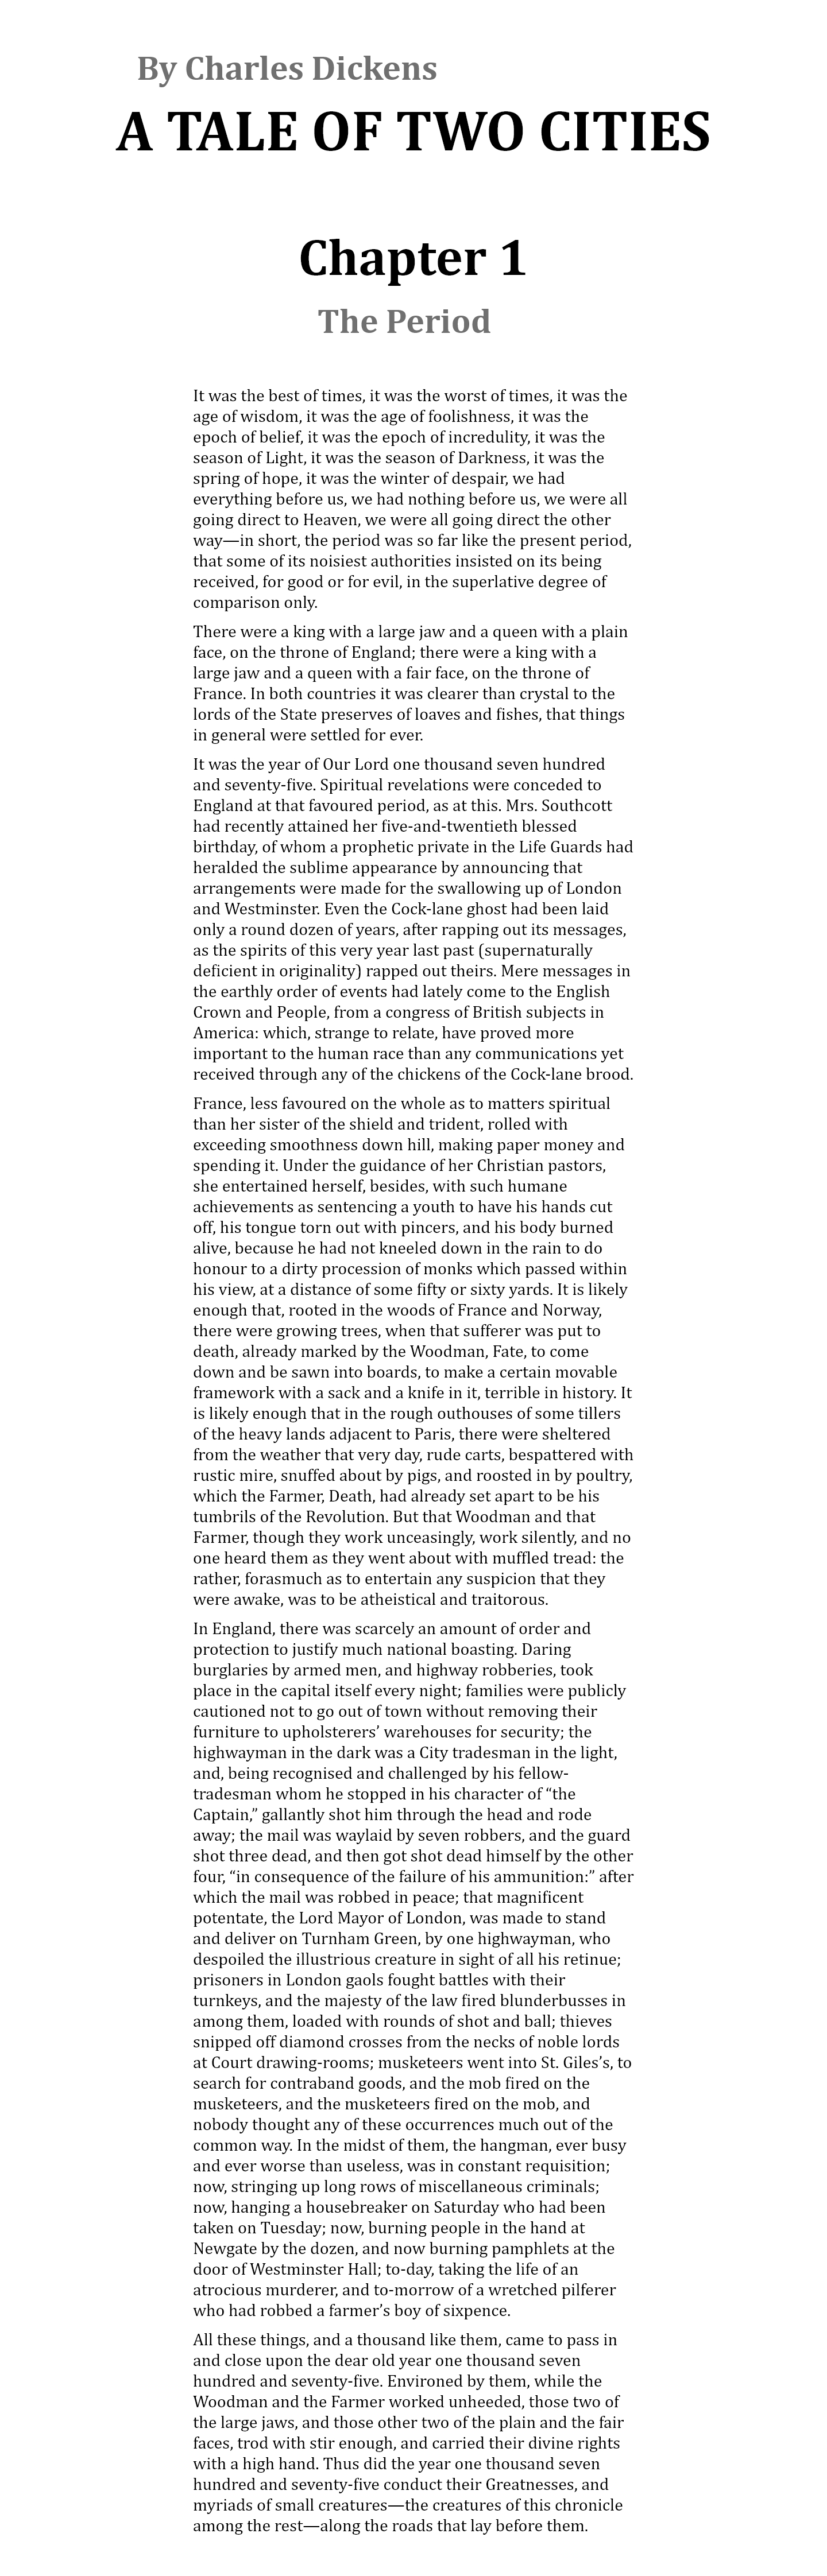 By Charles Dickens
A TALE OF TWO CITIES
Chapter 1
The Period
It was the best of times, it was the worst of times, it was the
age of wisdom, it was the age of foolishness, it was the
epoch of belief, it was the epoch of incredulity, it was the
season of Light, it was the season of Darkness, it was the
spring of hope, it was the winter of despair, we had
everything before us, we had nothing before us, we were all
going direct to Heaven, we were all going direct the other
way—in short, the period was so far like the present period,
that some of its noisiest authorities insisted on its being
received, for good or for evil, in the superlative degree of
comparison only.
There were a king with a large jaw and a queen with a plain
face, on the throne of England; there were a king with a
large jaw and a queen with a fair face, on the throne of
France. In both countries it was clearer than crystal to the
lords of the State preserves of loaves and fishes, that things
in general were settled for ever.
It was the year of Our Lord one thousand seven hundred
and seventy-five. Spiritual revelations were conceded to
England at that favoured period, as at this. Mrs. Southcott
had recently attained her five-and-twentieth blessed
birthday, of whom a prophetic private in the Life Guards had
heralded the sublime appearance by announcing that
arrangements were made for the swallowing up of London
and Westminster. Even the Cock-lane ghost had been laid
only a round dozen of years, after rapping out its messages,
as the spirits of this very year last past (supernaturally
deficient in originality) rapped out theirs. Mere messages in
the earthly order of events had lately come to the English
Crown and People, from a congress of British subjects in
America: which, strange to relate, have proved more
important to the human race than any communications yet
received through any of the chickens of the Cock-lane brood.
France, less favoured on the whole as to matters spiritual
than her sister of the shield and trident, rolled with
exceeding smoothness down hill, making paper money and
spending it. Under the guidance of her Christian pastors,
she entertained herself, besides, with such humane
achievements as sentencing a youth to have his hands cut
off, his tongue torn out with pincers, and his body burned
alive, because he had not kneeled down in the rain to do
honour to a dirty procession of monks which passed within
his view, at a distance of some fifty or sixty yards. It is likely
enough that, rooted in the woods of France and Norway,
there were growing trees, when that sufferer was put to
death, already marked by the Woodman, Fate, to come
down and be sawn into boards, to make a certain movable
framework with a sack and a knife in it, terrible in history. It
is likely enough that in the rough outhouses of some tillers
of the heavy lands adjacent to Paris, there were sheltered
from the weather that very day, rude carts, bespattered with
rustic mire, snuffed about by pigs, and roosted in by poultry,
which the Farmer, Death, had already set apart to be his
tumbrils of the Revolution. But that Woodman and that
Farmer, though they work unceasingly, work silently, and no
one heard them as they went about with muffled tread: the
rather, forasmuch as to entertain any suspicion that they
were awake, was to be atheistical and traitorous.
In England, there was scarcely an amount of order and
protection to justify much national boasting. Daring
burglaries by armed men, and highway robberies, took
place in the capital itself every night; families were publicly
cautioned not to go out of town without removing their
furniture to upholsterers’ warehouses for security; the
highwayman in the dark was a City tradesman in the light,
and, being recognised and challenged by his fellow-
tradesman whom he stopped in his character of “the
Captain,” gallantly shot him through the head and rode
away; the mail was waylaid by seven robbers, and the guard
shot three dead, and then got shot dead himself by the other
four, “in consequence of the failure of his ammunition:” after
which the mail was robbed in peace; that magnificent
potentate, the Lord Mayor of London, was made to stand
and deliver on Turnham Green, by one highwayman, who
despoiled the illustrious creature in sight of all his retinue;
prisoners in London gaols fought battles with their
turnkeys, and the majesty of the law fired blunderbusses in
among them, loaded with rounds of shot and ball; thieves
snipped off diamond crosses from the necks of noble lords
at Court drawing-rooms; musketeers went into St. Giles’s, to
search for contraband goods, and the mob fired on the
musketeers, and the musketeers fired on the mob, and
nobody thought any of these occurrences much out of the
common way. In the midst of them, the hangman, ever busy
and ever worse than useless, was in constant requisition;
now, stringing up long rows of miscellaneous criminals;
now, hanging a housebreaker on Saturday who had been
taken on Tuesday; now, burning people in the hand at
Newgate by the dozen, and now burning pamphlets at the
door of Westminster Hall; to-day, taking the life of an
atrocious murderer, and to-morrow of a wretched pilferer
who had robbed a farmer’s boy of sixpence.
All these things, and a thousand like them, came to pass in
and close upon the dear old year one thousand seven
hundred and seventy-five. Environed by them, while the
Woodman and the Farmer worked unheeded, those two of
the large jaws, and those other two of the plain and the fair
faces, trod with stir enough, and carried their divine rights
with a high hand. Thus did the year one thousand seven
hundred and seventy-five conduct their Greatnesses, and
myriads of small creatures—the creatures of this chronicle
among the rest—along the roads that lay before them.